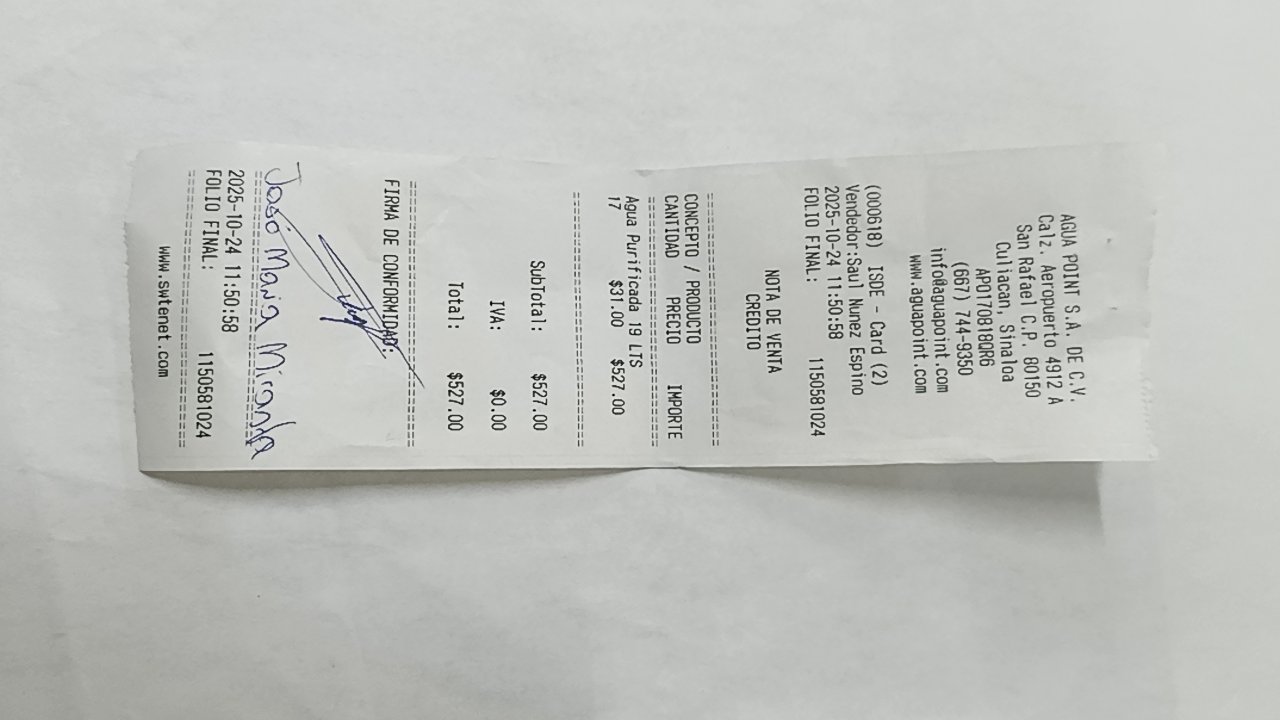 AGUA POINT S.A. DE C.V.
Calz. Aeropuerto 4912 A
San Rafael C.P. 80150
Culiacan, Sinaloa
APO170818QR6
(667) 744-9350
info@aguapoint.com
www.aguapoint.com
(000618) ISDE - Card (2)
Vendedor:Saul Nunez Espino
2025-10-24 11:50:58
FOLIO FINAL: 1150581024
NOTA DE VENTA
CREDITO
CONCEPTO / PRODUCTO
CANTIDAD PRECIO IMPORTE
Agua Purificada 19 LTS
17 $31.00 $527.00
SubTotal: $527.00
IVA: $0.00
Total: $527.00
FIRMA DE CONFORMIDAD:
José Maria Miranda
2025-10-24 11:50:58
FOLIO FINAL: 1150581024
www.swtenet.com